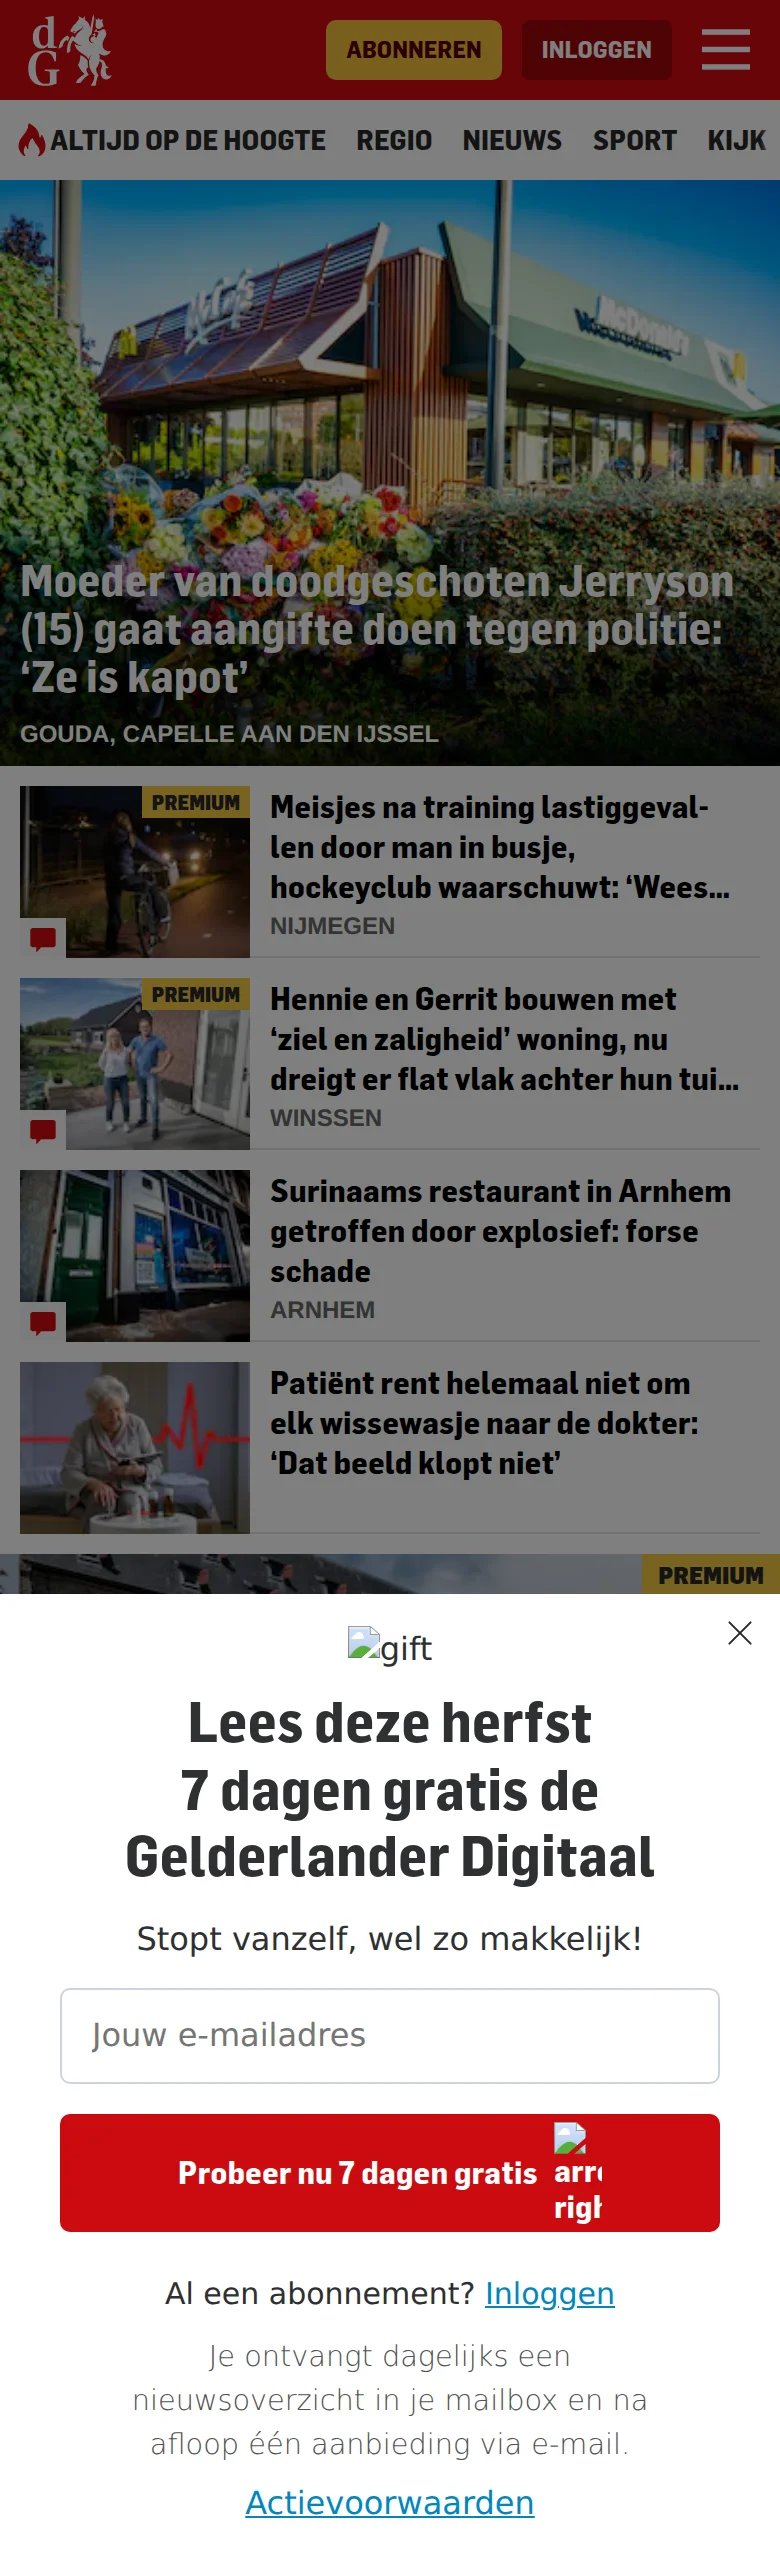 dG
ABONNEREN
INLOGGEN
ALTIJD OP DE HOOGTE
REGIO
NIEUWS
SPORT
KIJK
McCafé
McDonald's
Moeder van doodgeschoten Jerryson
(15) gaat aangifte doen tegen politie:
‘Ze is kapot’
GOUDA, CAPELLE AAN DEN IJSSEL
PREMIUM
Meisjes na training lastiggeval-
len door man in busje,
hockeyclub waarschuwt: ‘Wees...
NIJMEGEN
PREMIUM
Hennie en Gerrit bouwen met
‘ziel en zaligheid’ woning, nu
dreigt er flat vlak achter hun tui...
WINSSEN
Surinaams restaurant in Arnhem
getroffen door explosief: forse
schade
ARNHEM
Patiënt rent helemaal niet om
elk wissewasje naar de dokter:
‘Dat beeld klopt niet’
PREMIUM
gift
Lees deze herfst
7 dagen gratis de
Gelderlander Digitaal
Stopt vanzelf, wel zo makkelijk!
Jouw e-mailadres
Probeer nu 7 dagen gratis
arr
righ
Al een abonnement? Inloggen
Je ontvangt dagelijks een
nieuwsoverzicht in je mailbox en na
afloop één aanbieding via e-mail.
Actievoorwaarden